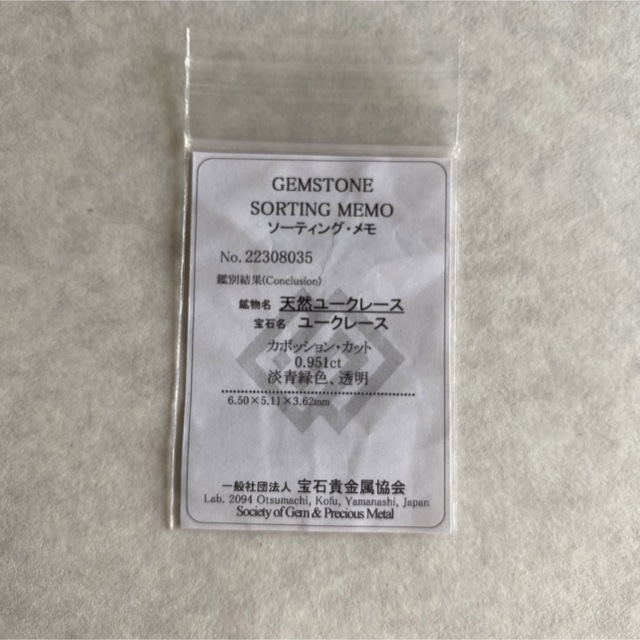 GEMSTONE
SORTING MEMO
ソーティング・メモ
No. 22308035
鑑別結果(Conclusion)
鉱物名 天然ユークレース
宝石名 ユークレース
カボッション・カット
0.951ct
淡青緑色、透明
6.50×5.11×3.62mm
一般社団法人 宝石貴金属協会
Lab. 2094 Otsumachi, Kofu, Yamanashi, Japan
Society of Gem & Precious Metal